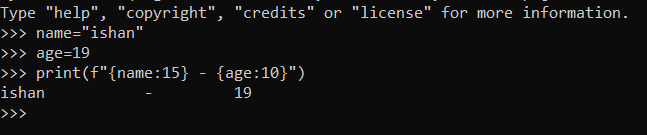 Type "help", "copyright", "credits" or "license" for more information.
>>> name="ishan"
>>> age=19
>>> print(f"{name:15} - {age:10}")
ishan           -         19
>>>